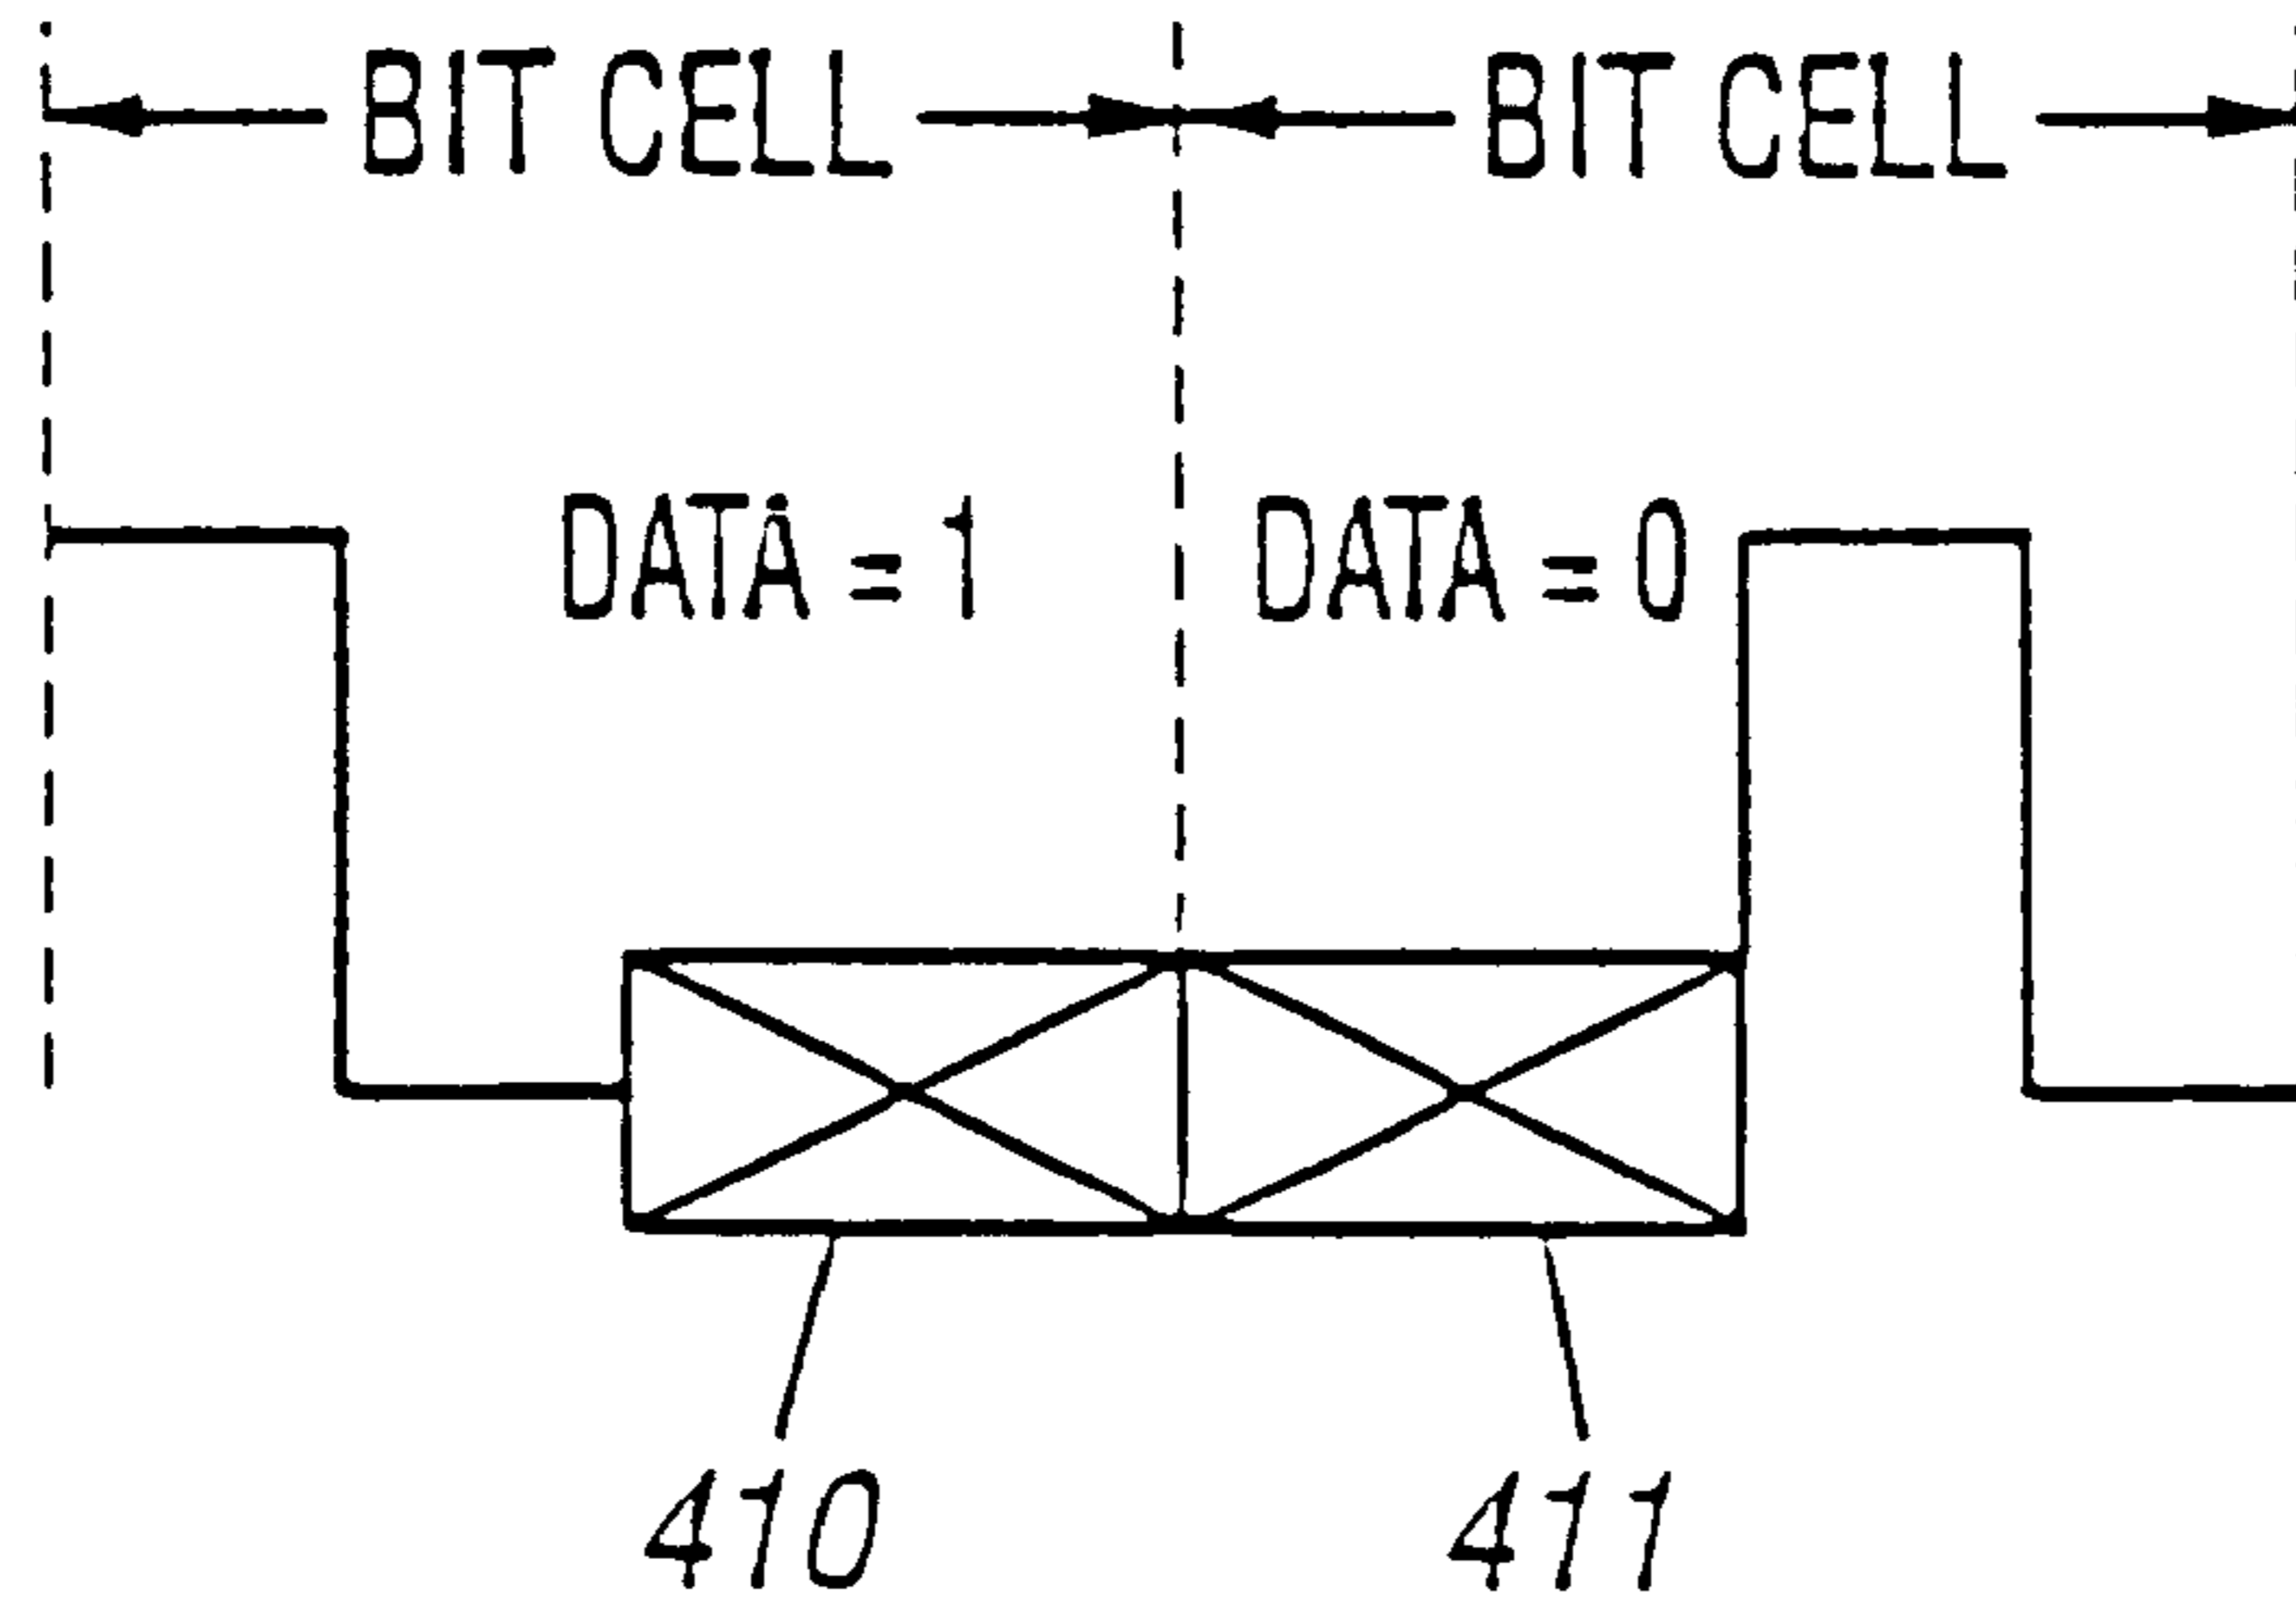 BIT CELL BIT CELL
DATA = 1 DATA = 0
410 411